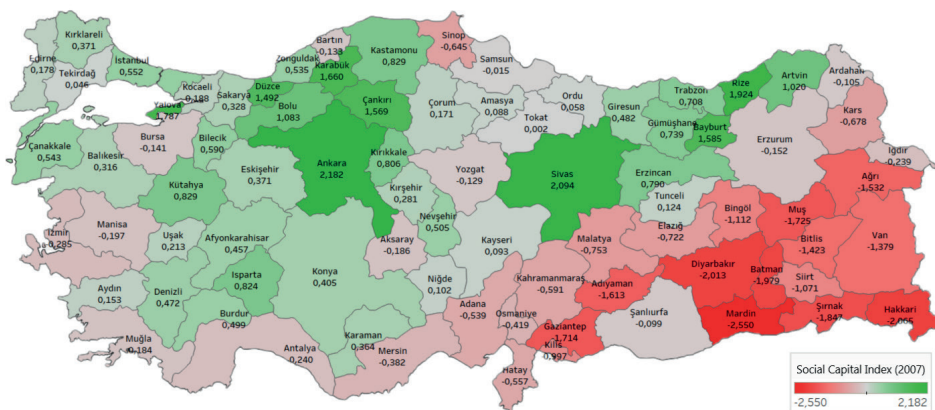 Kırklareli
0,371
Edirne
0,178
Tekirdağ
0,046
İstanbul
0,552
Yalova
1,787
Kocaeli
0,188
Sakarya
0,328
Düzce
1,492
Bolu
1,083
Zonguldak
0,535
Bartın
-0,133
Karabük
1,660
Kastamonu
0,829
Sinop
-0,645
Samsun
-0,015
Çankırı
1,569
Çorum
0,171
Amasya
0,088
Tokat
0,002
Ordu
0,058
Giresun
0,482
Trabzon
0,708
Gümüşhane
0,739
Rize
1,924
Bayburt
1,585
Artvin
1,020
Ardahan
-0,105
Kars
-0,678
Iğdır
-0,239
Ağrı
-1,532
Erzurum
-0,152
Erzincan
0,790
Tunceli
0,124
Çanakkale
0,543
Balıkesir
0,316
Bursa
-0,141
Bilecik
0,590
Kütahya
0,829
Eskişehir
0,371
Ankara
2,182
Kırıkkale
0,806
Kırşehir
0,281
Yozgat
-0,129
Sivas
2,094
Nevşehir
0,505
Kayseri
0,093
Aksaray
-0,186
Niğde
0,102
Malatya
-0,753
Elazığ
-0,722
Bingöl
-1,112
Muş
-1,725
Bitlis
-1,423
Van
-1,379
İzmir
-0,285
Manisa
-0,197
Uşak
0,213
Afyonkarahisar
0,457
Isparta
0,824
Konya
0,405
Aydın
0,153
Denizli
0,472
Burdur
0,499
Muğla
-0,184
Antalya
-0,240
Karaman
0,364
Mersin
-0,382
Adana
-0,539
Kahramanmaraş
-0,591
Osmaniye
-0,419
Hatay
-0,557
Kilis
Gaziantep
-1,714
Adıyaman
-1,613
Şanlıurfa
-0,099
Diyarbakır
-2,013
Mardin
-2,550
Batman
-1,979
Siirt
-1,071
Şırnak
-1,847
Hakkari
Social Capital Index (2007)
-2,550 2,182